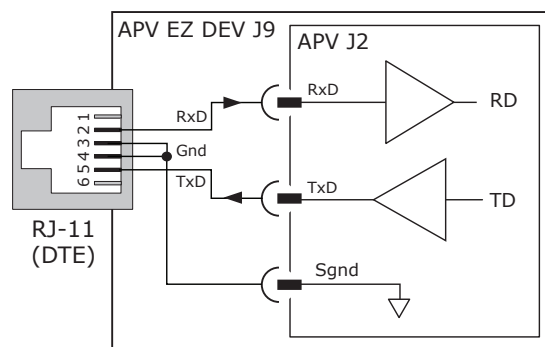 APV EZ DEV J9
APV J2
RxD
RxD
RD
1
2
3
4
5
6
Gnd
TxD
TxD
TD
RJ-11
(DTE)
Sgnd